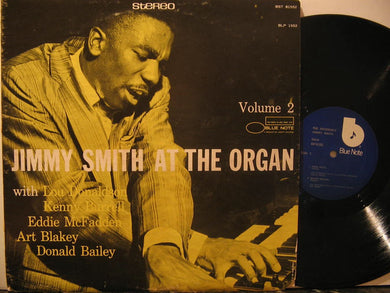 stereo
BST 81552
BLP 1552
Volume 2
BLUE NOTE
JIMMY SMITH AT THE ORGAN
with Lou Donaldson
Kenny Burrell
Eddie McFadden
Art Blakey
Donald Bailey
Blue Note